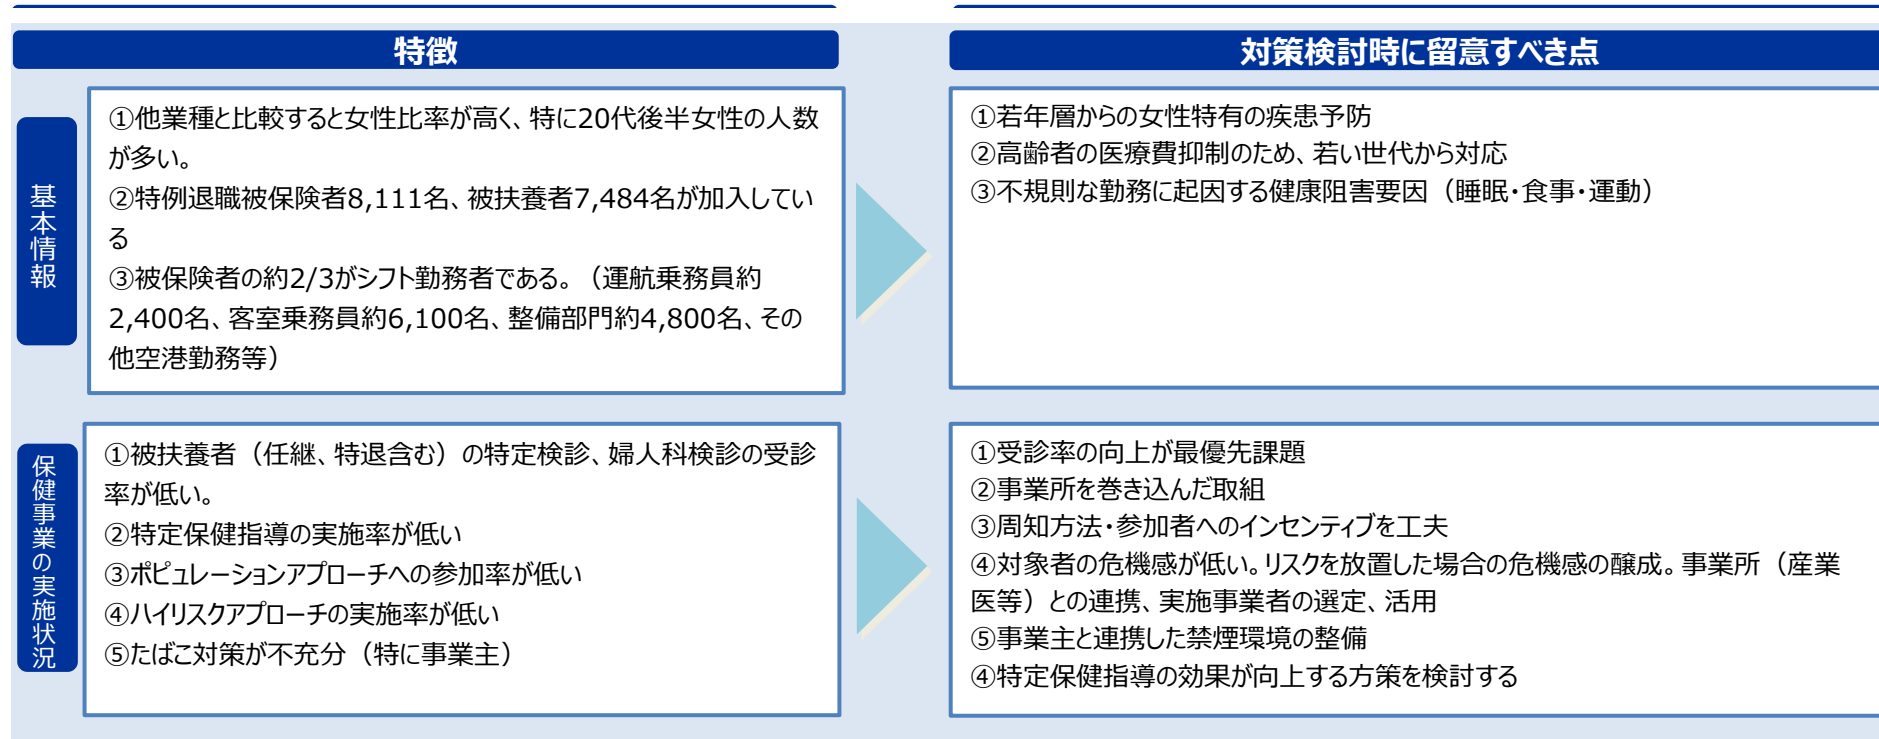 特徴
対策検討時に留意すべき点
基本情報
①他業種と比較すると女性比率が高く、特に20代後半女性の人数
が多い。
②特例退職被保険者8,111名、被扶養者7,484名が加入してい
る
③被保険者の約2/3がシフト勤務者である。（運航乗務員約
2,400名、客室乗務員約6,100名、整備部門約4,800名、その
他空港勤務等）
①若年層からの女性特有の疾患予防
②高齢者の医療費抑制のため、若い世代から対応
③不規則な勤務に起因する健康阻害要因（睡眠・食事・運動）
保健事業の実施状況
①被扶養者（任継、特退含む）の特定検診、婦人科検診の受診
率が低い。
②特定保健指導の実施率が低い
③ポピュレーションアプローチへの参加率が低い
④ハイリスクアプローチの実施率が低い
⑤たばこ対策が不充分（特に事業主）
①受診率の向上が最優先課題
②事業所を巻き込んだ取組
③周知方法・参加者へのインセンティブを工夫
④対象者の危機感が低い。リスクを放置した場合の危機感の醸成。事業所（産業
医等）との連携、実施事業者の選定、活用
⑤事業主と連携した禁煙環境の整備
④特定保健指導の効果が向上する方策を検討する